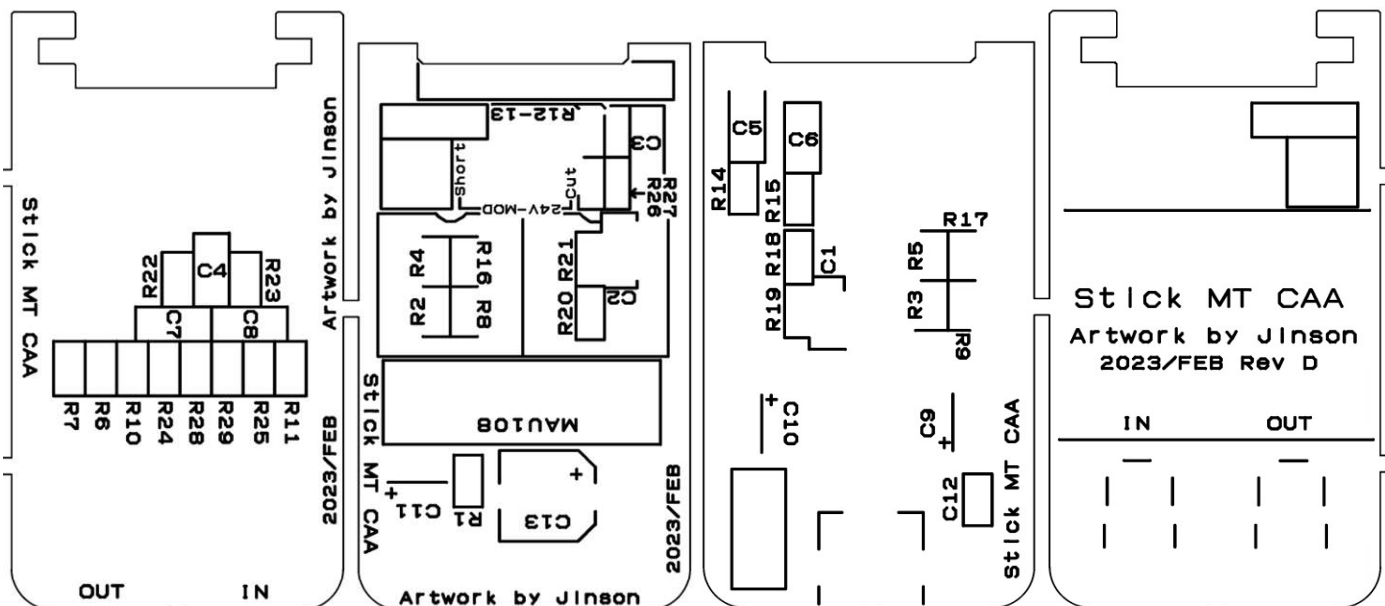 Stick MT CAA
Artwork by Jinson
2023/FEB
R22
C4
R23
C7
C8
R7
R6
R10
R24
R28
R29
R25
R11
OUT
IN
R12-13
C3
Short
24V-MOD
Cut
R27
R26
R4
R16
R21
R2
R8
R20
C2
MAU108
Stick MT CAA
2023/FEB
C11
R1
C13
Artwork by Jinson
C5
C6
R14
R15
R17
R18
C1
R5
R19
R3
R9
C10
C9
C12
Stick MT CAA
Stick MT CAA
Artwork by Jinson
2023/FEB Rev D
IN
OUT